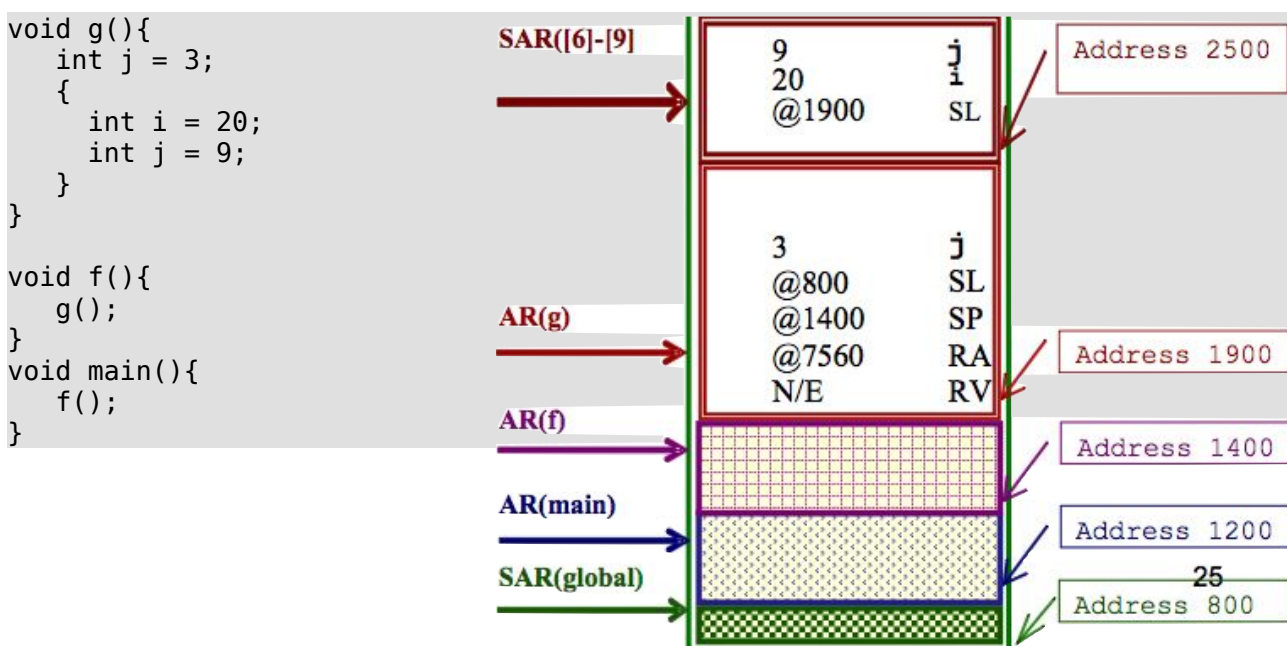 void g(){
int j = 3;
{
int i = 20;
int j = 9;
}
}
void f(){
g();
}
void main(){
f();
}
SAR([6]-[9]
9 j
20 i
@1900 SL
Address 2500
3 j
@800 SL
@1400 SP
@7560 RA
N/E RV
AR(g)
Address 1900
AR(f)
Address 1400
AR(main)
Address 1200
SAR(global)
25
Address 800